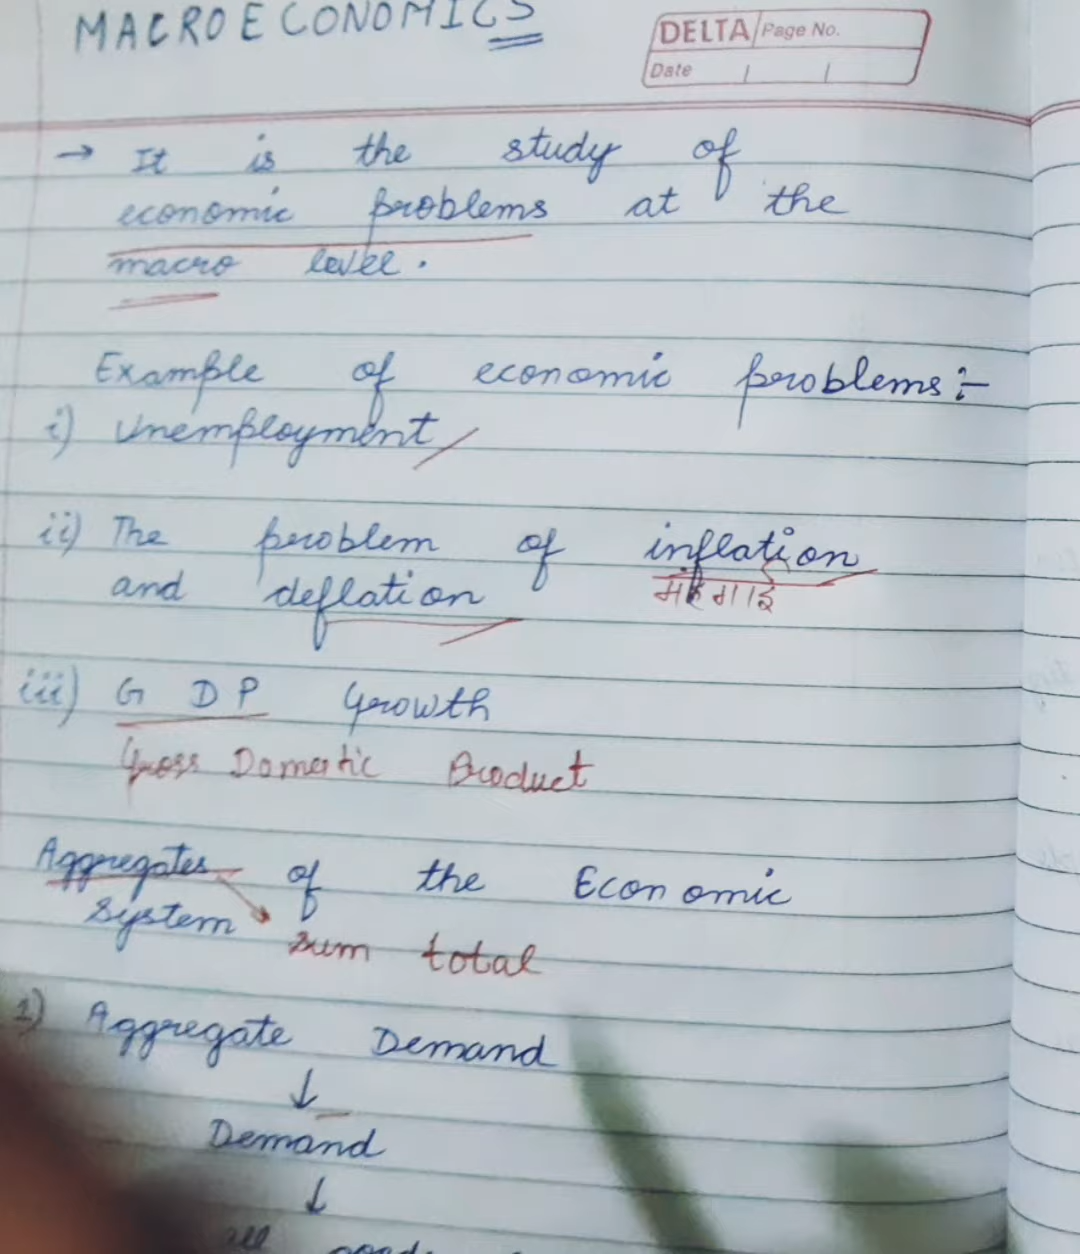 MACROECONOMICS
DELTA Page No.
Date
→ It is the study of
economic problems at the
macro level.
Example of economic problems:-
i) Unemployment
ii) The problem of inflation
and deflation महंगाई
iii) G D P Growth
Gross Domestic Product
Aggregates of the Economic
System sum total
1) Aggregate Demand
↓
Demand
↓
all